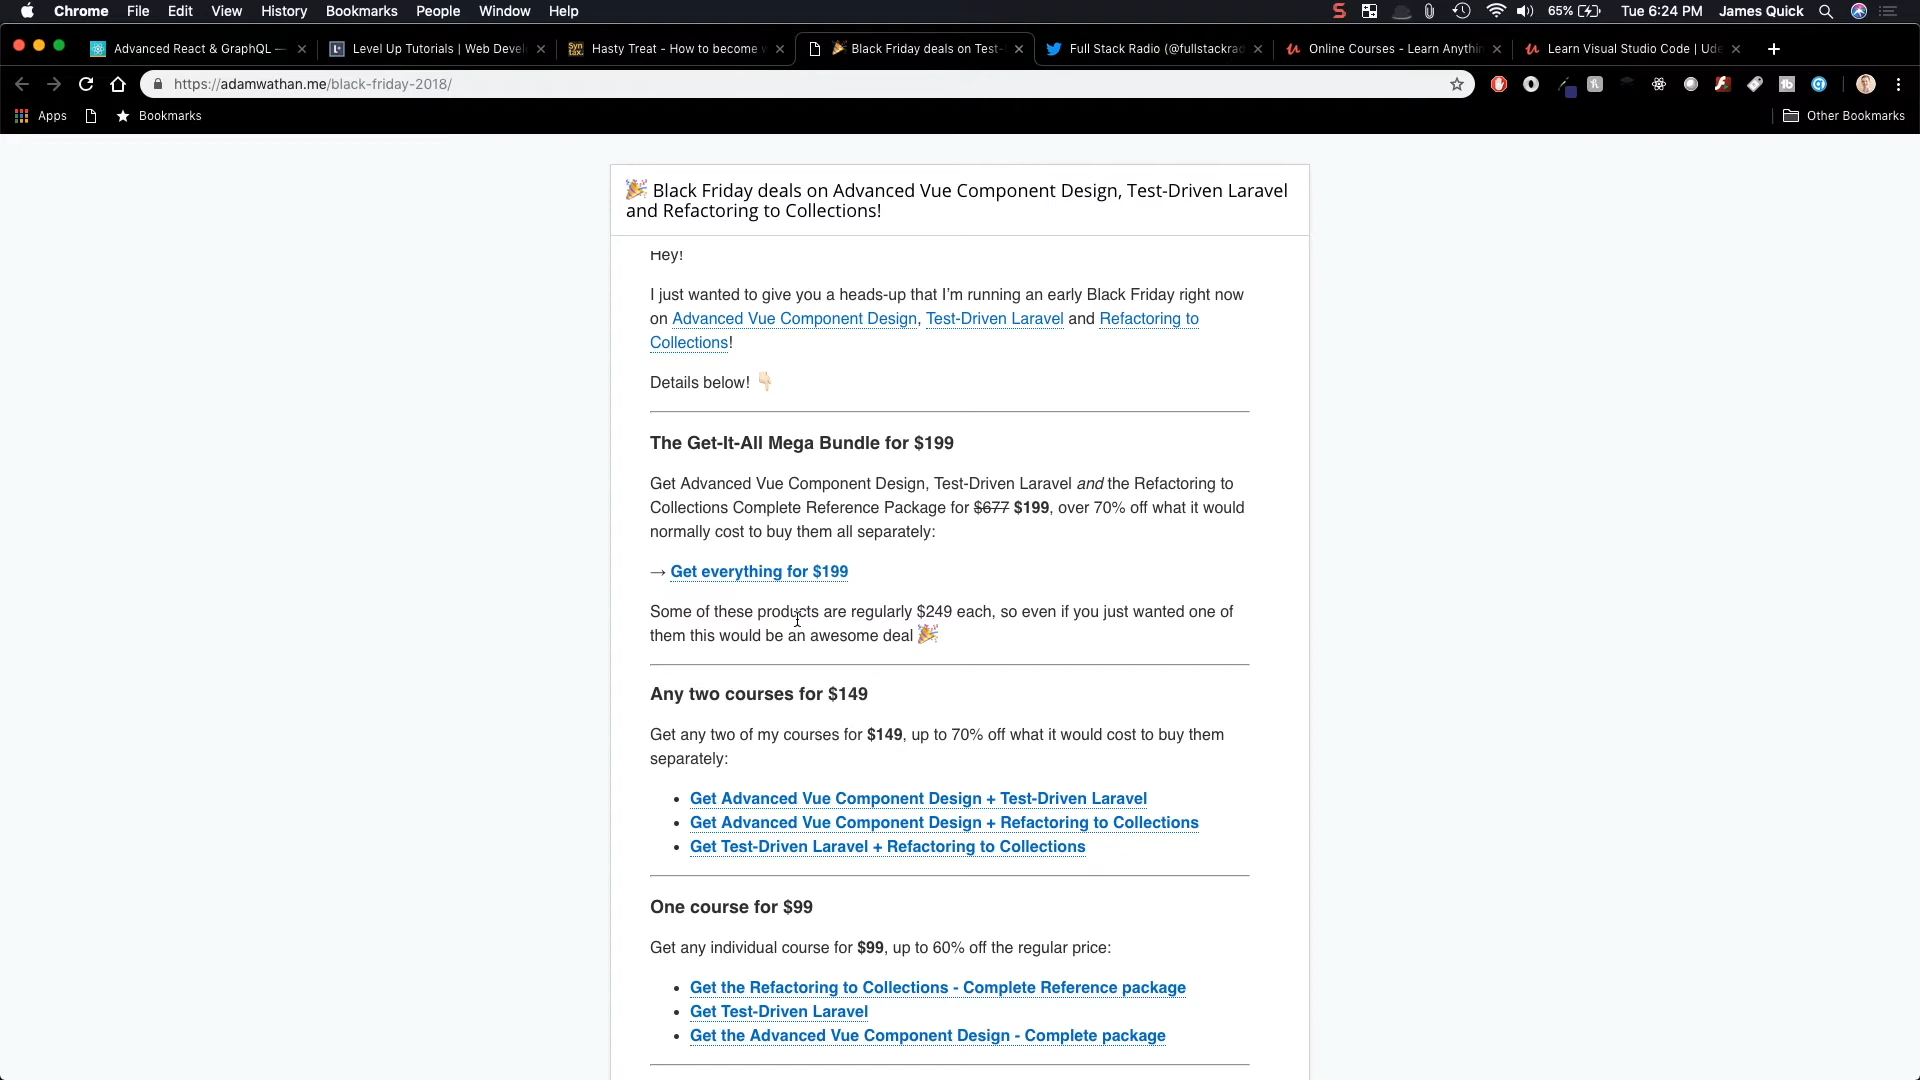 Chrome File Edit View History Bookmarks People Window Help 65% Tue 6:24 PM James Quick
Advanced React & GraphQL — Level Up Tutorials | Web Devel Hasty Treat - How to become Black Friday deals on Test- Full Stack Radio (@fullstackrad Online Courses - Learn Anythin Learn Visual Studio Code | Ude
https://adamwathan.me/black-friday-2018/
Apps Bookmarks Other Bookmarks
🎉 Black Friday deals on Advanced Vue Component Design, Test-Driven Laravel
and Refactoring to Collections!
Hey!
I just wanted to give you a heads-up that I’m running an early Black Friday right now
on Advanced Vue Component Design, Test-Driven Laravel and Refactoring to
Collections!
Details below! 👇🏻
The Get-It-All Mega Bundle for $199
Get Advanced Vue Component Design, Test-Driven Laravel and the Refactoring to
Collections Complete Reference Package for $677 $199, over 70% off what it would
normally cost to buy them all separately:
→ Get everything for $199
Some of these products are regularly $249 each, so even if you just wanted one of
them this would be an awesome deal 🎉
Any two courses for $149
Get any two of my courses for $149, up to 70% off what it would cost to buy them
separately:
• Get Advanced Vue Component Design + Test-Driven Laravel
• Get Advanced Vue Component Design + Refactoring to Collections
• Get Test-Driven Laravel + Refactoring to Collections
One course for $99
Get any individual course for $99, up to 60% off the regular price:
• Get the Refactoring to Collections - Complete Reference package
• Get Test-Driven Laravel
• Get the Advanced Vue Component Design - Complete package